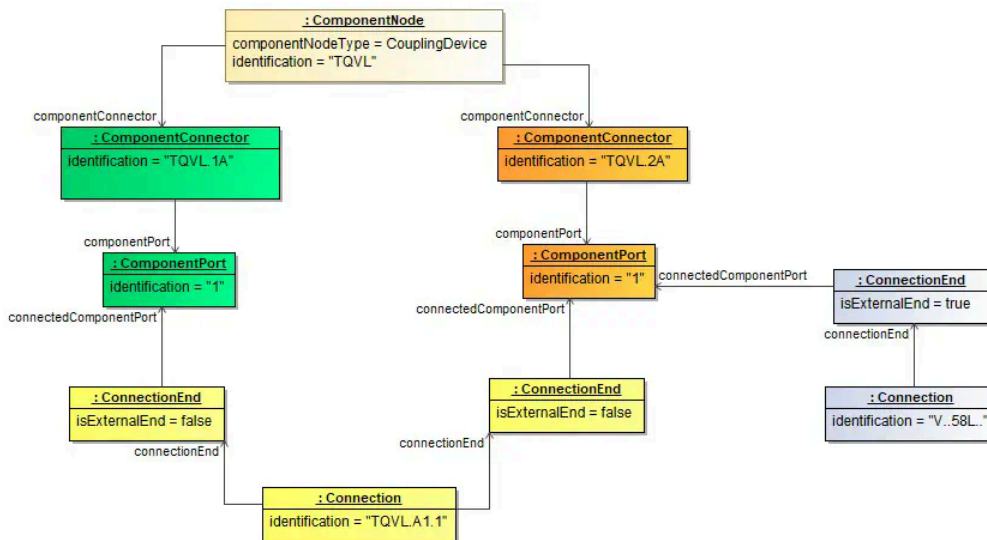 : ComponentNode
componentNodeType = CouplingDevice
identification = "TQVL"
componentConnector
componentConnector
: ComponentConnector
identification = "TQVL.1A"
: ComponentConnector
identification = "TQVL.2A"
componentPort
componentPort
: ComponentPort
identification = "1"
: ComponentPort
identification = "1"
connectedComponentPort
: ConnectionEnd
isExternalEnd = true
connectedComponentPort
connectedComponentPort
connectionEnd
: ConnectionEnd
isExternalEnd = false
: ConnectionEnd
isExternalEnd = false
: Connection
identification = "V..58L.."
connectionEnd
connectionEnd
: Connection
identification = "TQVL.A1.1"